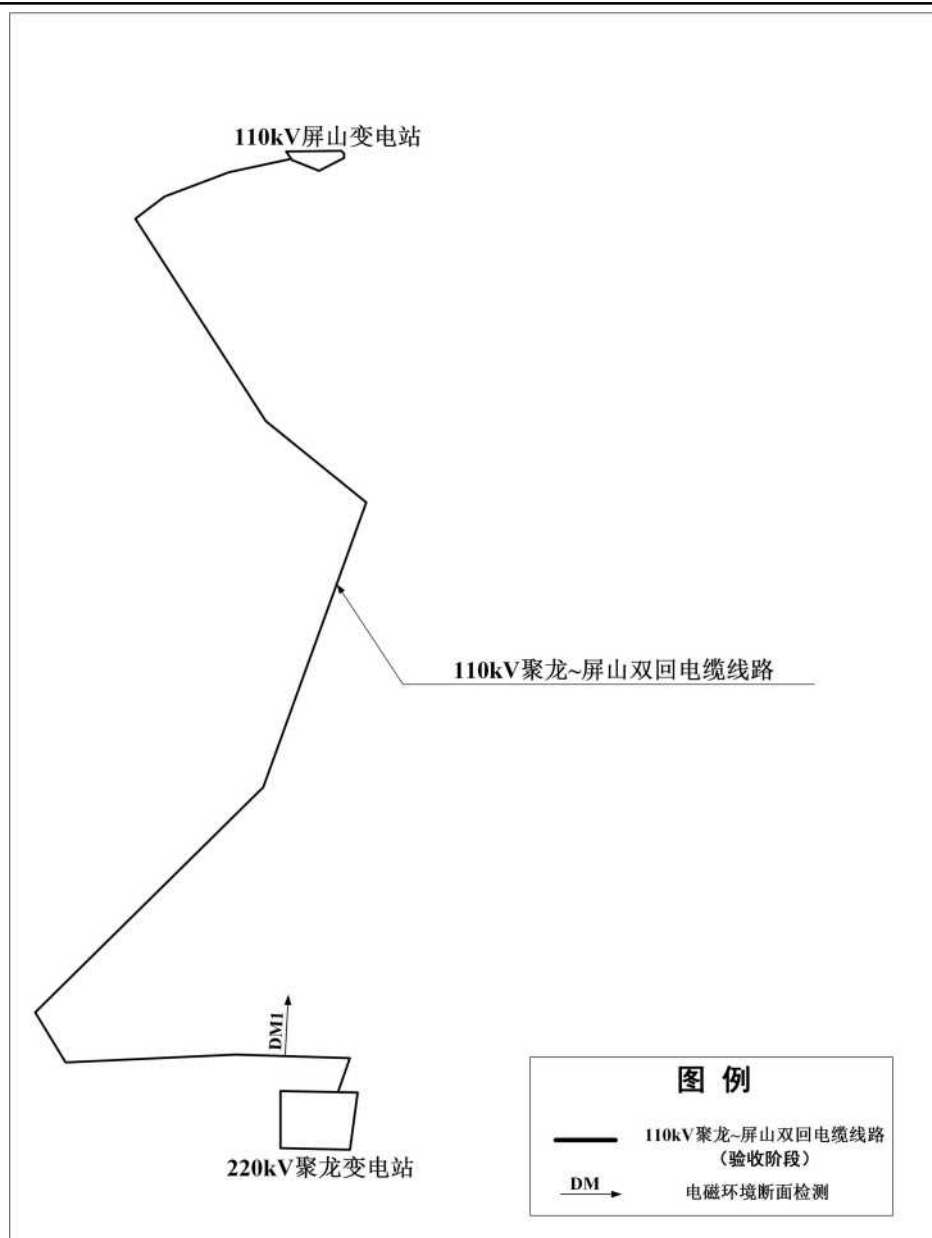 110kV屏山变电站
110kV聚龙~屏山双回电缆线路
DM1
220kV聚龙变电站
图 例
110kV聚龙~屏山双回电缆线路
（验收阶段）
DM
电磁环境断面检测